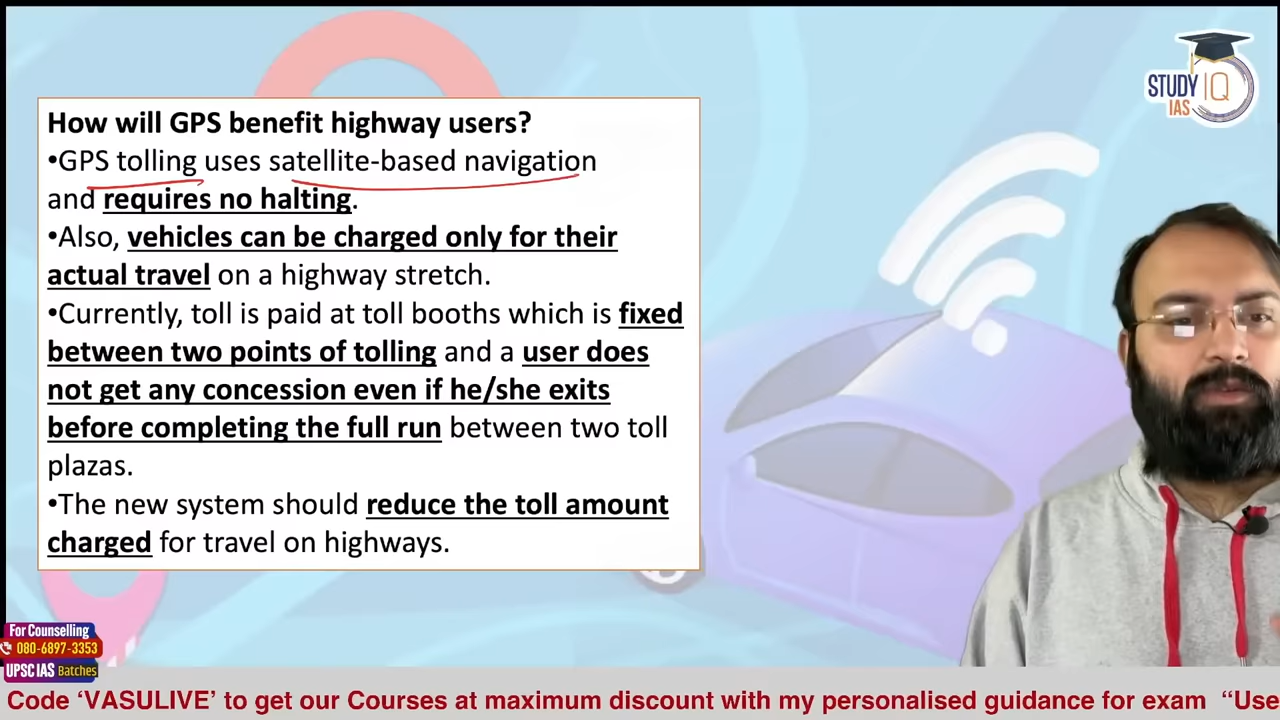 STUDY IQ
IAS
How will GPS benefit highway users?
•GPS tolling uses satellite-based navigation
and requires no halting.
•Also, vehicles can be charged only for their
actual travel on a highway stretch.
•Currently, toll is paid at toll booths which is fixed
between two points of tolling and a user does
not get any concession even if he/she exits
before completing the full run between two toll
plazas.
•The new system should reduce the toll amount
charged for travel on highways.
For Counselling
080-6897-3353
UPSC IAS Batches
Code ‘VASULIVE’ to get our Courses at maximum discount with my personalised guidance for exam “Use